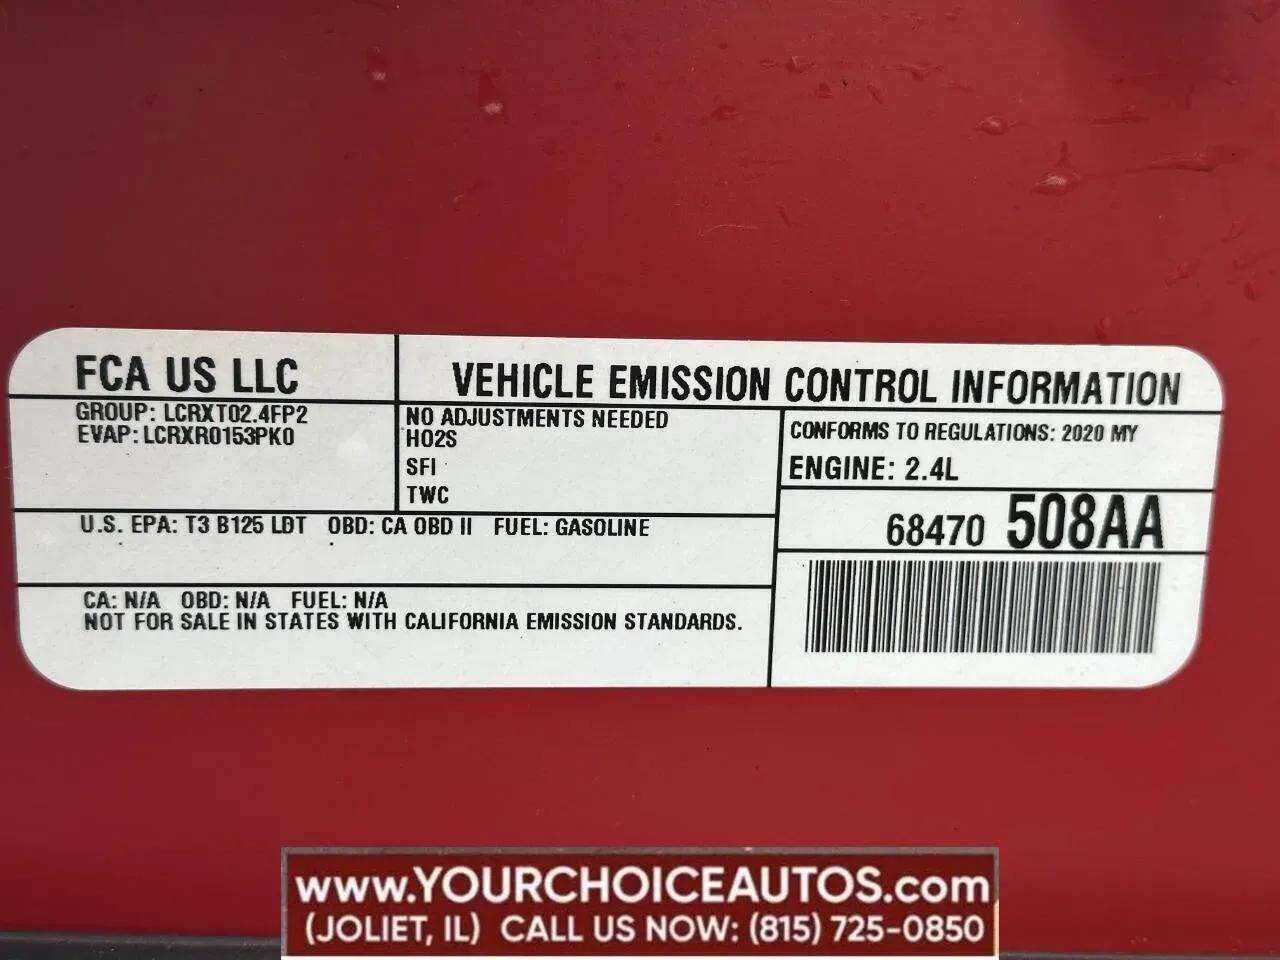 FCA US LLC
VEHICLE EMISSION CONTROL INFORMATION
GROUP: LCRXT02.4FP2
EVAP: LCRXR0153PK0
NO ADJUSTMENTS NEEDED
HO2S
SFI
TWC
CONFORMS TO REGULATIONS: 2020 MY
ENGINE: 2.4L
U.S. EPA: T3 B125 LDT OBD: CA OBD II FUEL: GASOLINE
68470 508AA
CA: N/A OBD: N/A FUEL: N/A
NOT FOR SALE IN STATES WITH CALIFORNIA EMISSION STANDARDS.
www.YOURCHOICEAUTOS.com
(JOLIET, IL) CALL US NOW: (815) 725-0850